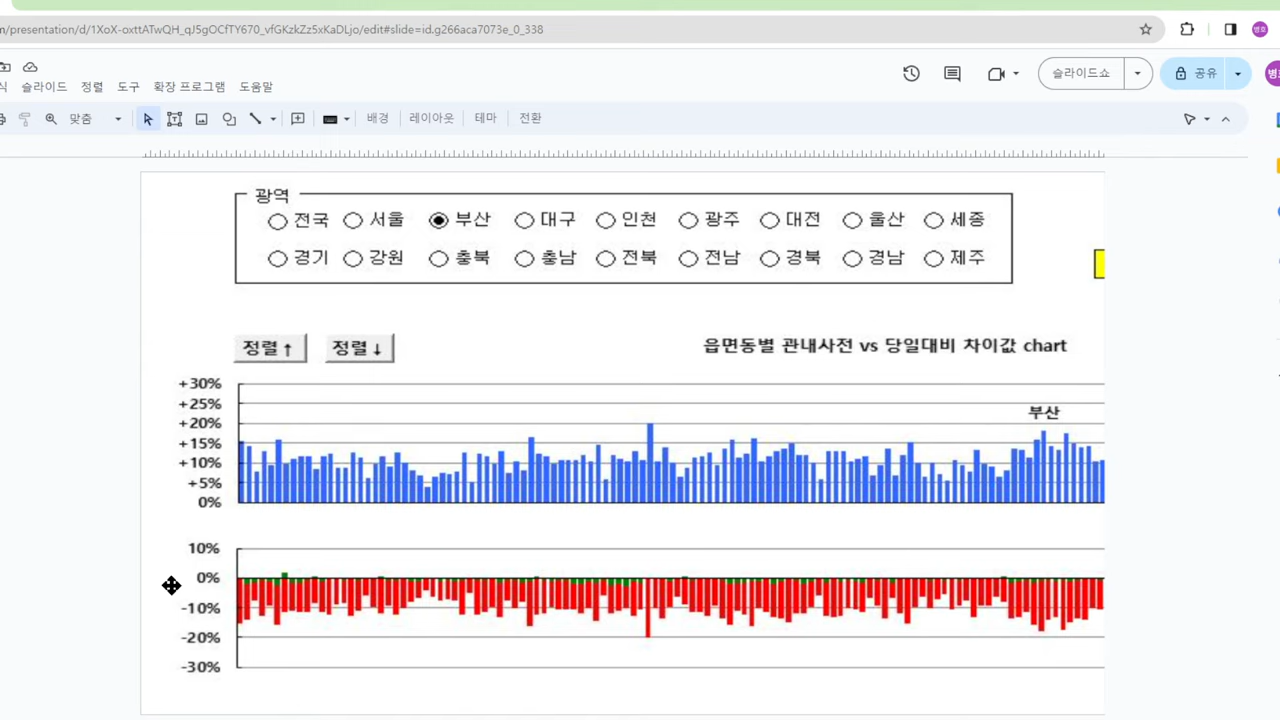 m/presentation/d/1XoX-oxttATwQH_qJ5gOCfTY670_vfGKzkZz5xKaDLjo/edit#slide=id.g266aca7073e_0_338
병호
식 슬라이드 정렬 도구 확장 프로그램 도움말
슬라이드쇼 공유
맞춤 배경 레이아웃 테마 전환
광역
전국 서울 부산 대구 인천 광주 대전 울산 세종
경기 강원 충북 충남 전북 전남 경북 경남 제주
정렬↑ 정렬↓
읍면동별 관내사전 vs 당일대비 차이값 chart
+30%
+25%
부산
+20%
+15%
+10%
+5%
0%
10%
0%
-10%
-20%
-30%